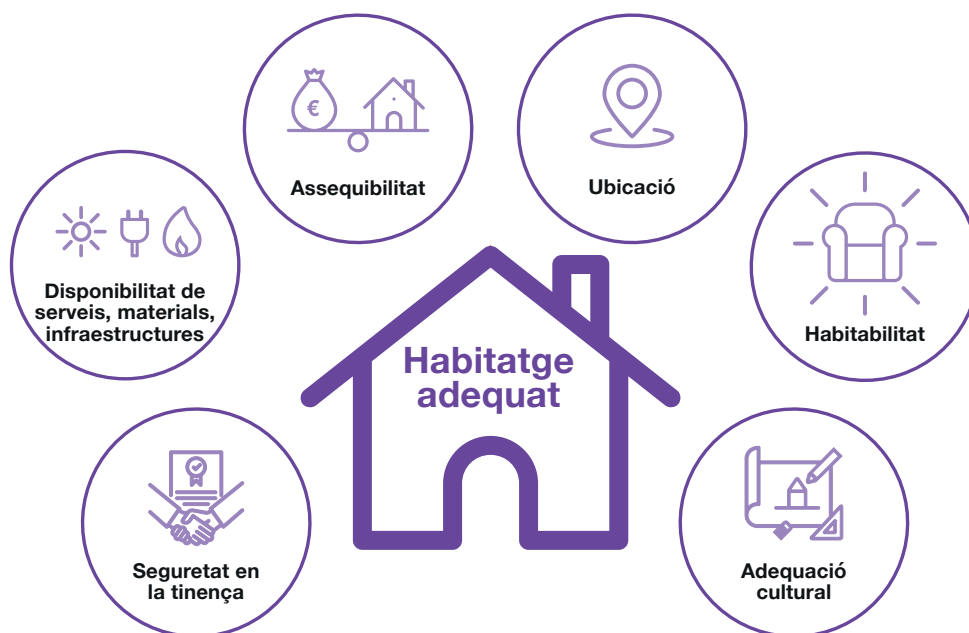 €
Assequibilitat
Ubicació
Disponibilitat de
serveis, materials,
infraestructures
Habitabilitat
Habitatge
adequat
Seguretat en
la tinença
Adequació
cultural